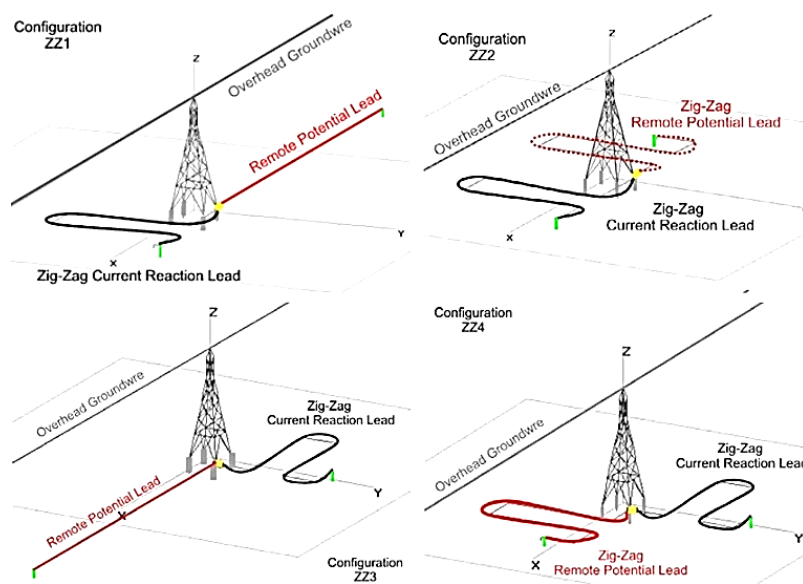 Configuration
ZZ1
Z
Overhead Groundwre
Remote Potential Lead
Y
X
Zig-Zag Current Reaction Lead
Configuration
ZZ2
Z
Overhead Groundwre
Zig-Zag
Remote Potential Lead
Zig-Zag
Current Reaction Lead
X
Y
Z
Overhead Groundwre
Zig-Zag
Current Reaction Lead
Y
Remote Potential Lead
X
Configuration
ZZ3
Configuration
ZZ4
Z
Overhead Groundwre
Zig-Zag
Current Reaction Lead
Y
X
Zig-Zag
Remote Potential Lead